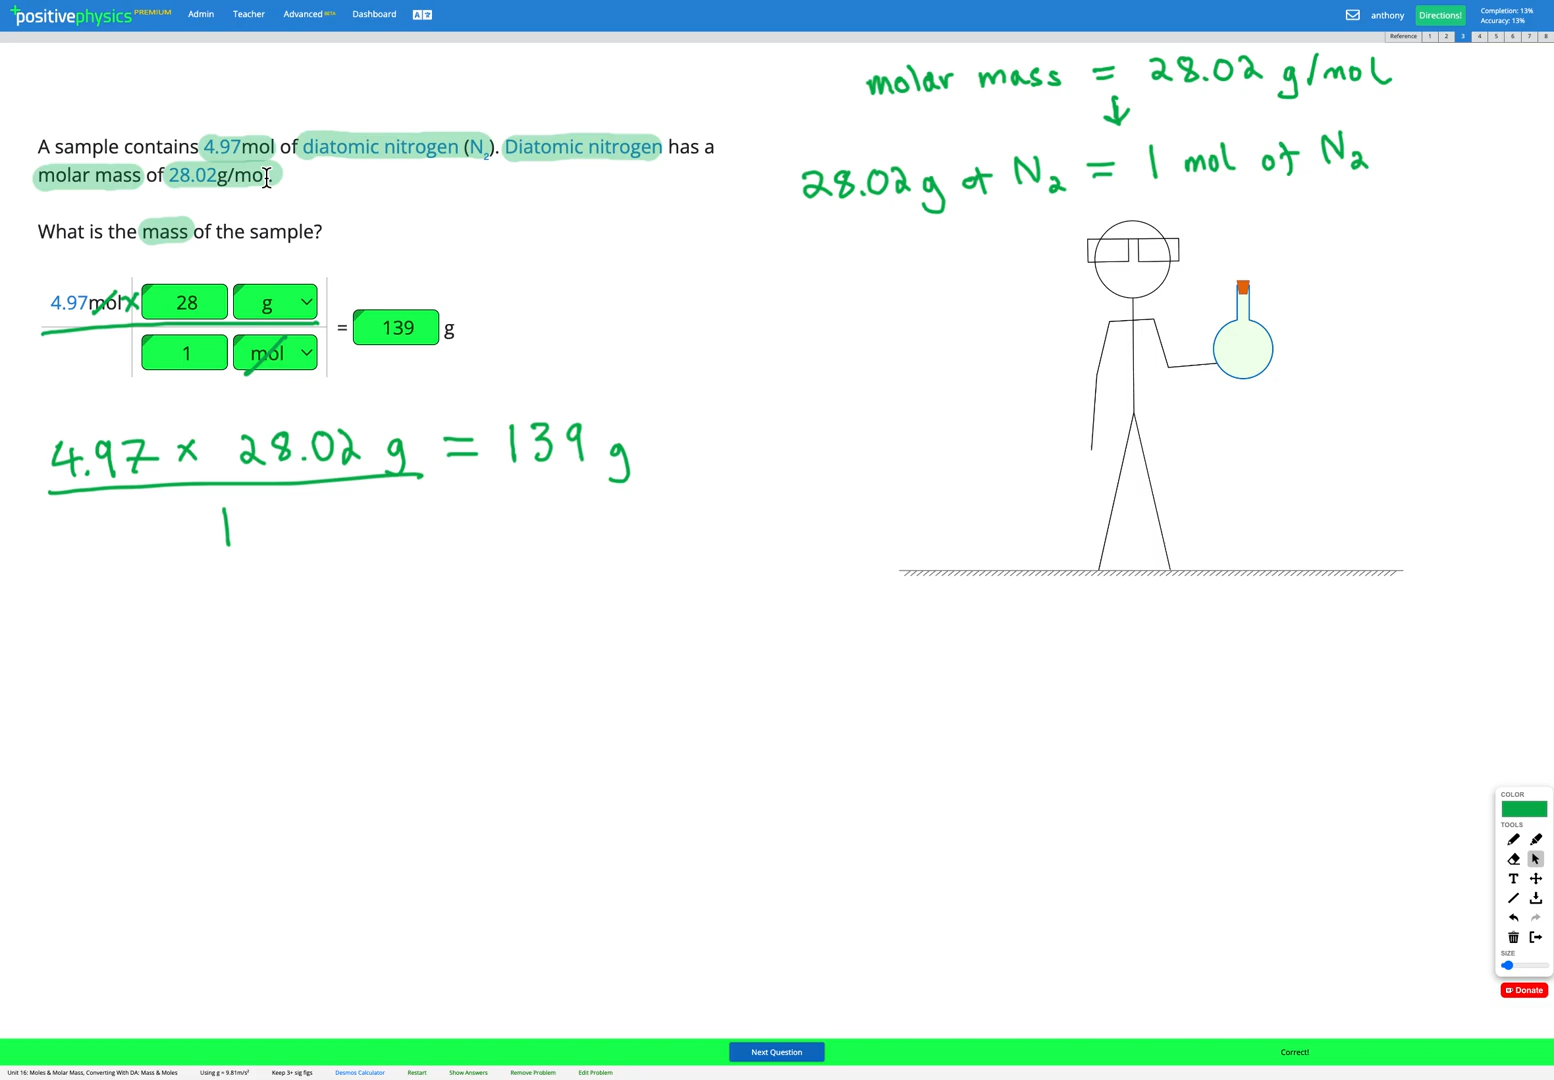 positivephysics PREMIUM Admin Teacher Advanced BETA Dashboard A anthony Directions! Completion: 13%
Accuracy: 13%
Reference 1 2 3 4 5 6 7 8
molar mass = 28.02 g/mol
28.02 g of N₂ = 1 mol of N₂
A sample contains 4.97mol of diatomic nitrogen (N₂). Diatomic nitrogen has a
molar mass of 28.02g/mol.
What is the mass of the sample?
4.97mol x 28 g
1 mol
= 139 g
4.97 x 28.02 g = 139 g
1
COLOR
TOOLS
T
SIZE
Donate
Next Question Correct!
Unit 16: Moles & Molar Mass, Converting With DA: Mass & Moles Using g = 9.81m/s² Keep 3+ sig figs Desmos Calculator Restart Show Answers Remove Problem Edit Problem